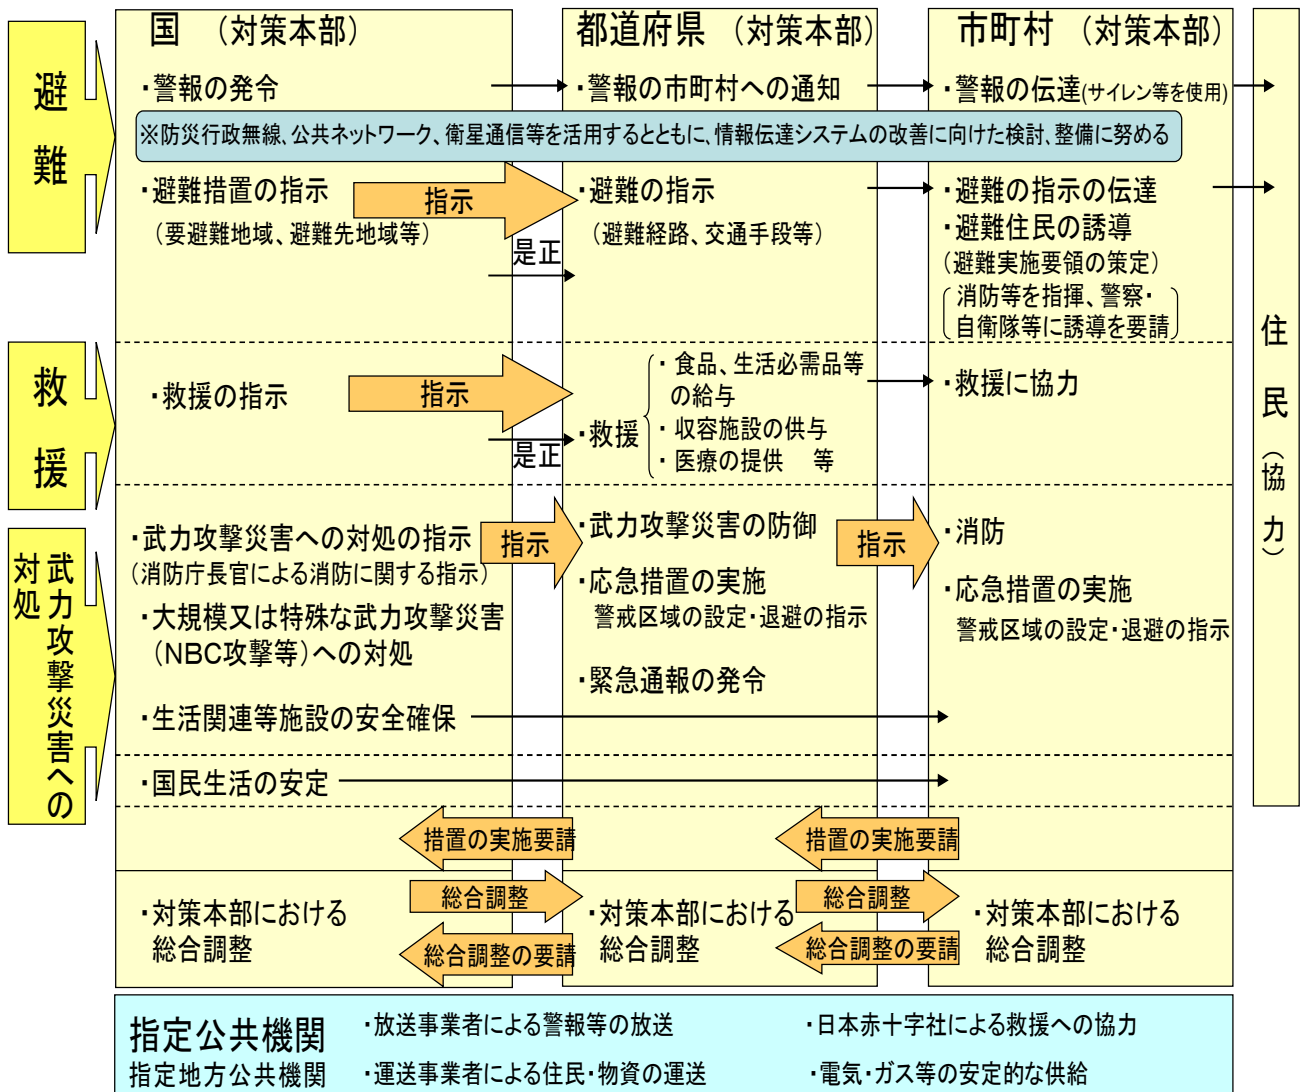 国 （対策本部）
都道府県 （対策本部）
市町村 （対策本部）
避難
・警報の発令
・警報の市町村への通知
・警報の伝達(サイレン等を使用)
※防災行政無線、公共ネットワーク、衛星通信等を活用するとともに、情報伝達システムの改善に向けた検討、整備に努める
・避難措置の指示
（要避難地域、避難先地域等）
指示
是正
・避難の指示
（避難経路、交通手段等）
・避難の指示の伝達
・避難住民の誘導
（避難実施要領の策定）
消防等を指揮、警察・
自衛隊等に誘導を要請
住民（協力）
救援
・救援の指示
指示
是正
・救援
・食品、生活必需品等
の給与
・収容施設の供与
・医療の提供 等
・救援に協力
武力攻撃災害への
対処
・武力攻撃災害への対処の指示
（消防庁長官による消防に関する指示）
・大規模又は特殊な武力攻撃災害
（NBC攻撃等）への対処
・生活関連等施設の安全確保
指示
・武力攻撃災害の防御
・応急措置の実施
警戒区域の設定・退避の指示
・緊急通報の発令
指示
・消防
・応急措置の実施
警戒区域の設定・退避の指示
・国民生活の安定
措置の実施要請
措置の実施要請
・対策本部における
総合調整
総合調整
総合調整の要請
・対策本部における
総合調整
総合調整
総合調整の要請
・対策本部における
総合調整
指定公共機関
指定地方公共機関
・放送事業者による警報等の放送
・日本赤十字社による救援への協力
・運送事業者による住民・物資の運送
・電気・ガス等の安定的な供給